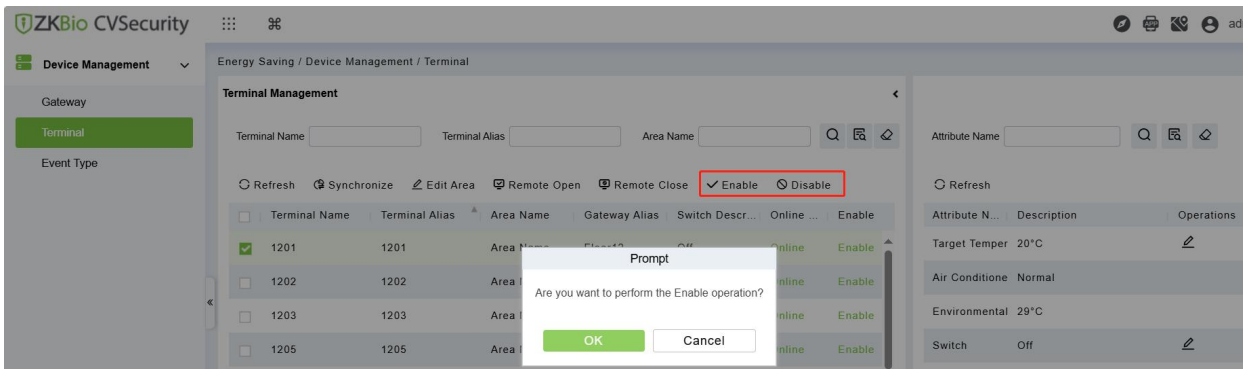 ZKBio CVSecurity
Device Management
Energy Saving / Device Management / Terminal
Gateway
Terminal
Event Type
Terminal Management
Terminal Name Terminal Alias Area Name
Refresh Synchronize Edit Area Remote Open Remote Close Enable Disable
Terminal Name Terminal Alias Area Name Gateway Alias Switch Descr... Online ... Enable
1201 1201 Area Name Floor12 Off Online Enable
1202 1202 Area nline Enable
1203 1203 Area nline Enable
1205 1205 Area nline Enable
Prompt
Are you want to perform the Enable operation?
OK Cancel
Attribute Name
Refresh
Attribute N... Description Operations
Target Temper 20°C
Air Conditione Normal
Environmental 29°C
Switch Off